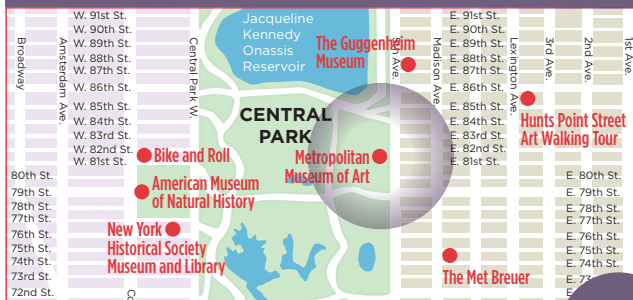 W. 91st St.
W. 90th St.
W. 89th St.
W. 88th St.
W. 87th St.
W. 86th St.
W. 85th St.
W. 84th St.
W. 83rd St.
W. 82nd St.
W. 81st St.
80th St.
79th St.
78th St.
77th St.
76th St.
75th St.
74th St.
73rd St.
72nd St.
Broadway
Amsterdam Ave.
Central Park W.
Jacqueline
Kennedy
Onassis
Reservoir
CENTRAL
PARK
The Guggenheim
Museum
Bike and Roll
American Museum
of Natural History
New York
Historical Society
Museum and Library
Metropolitan
Museum of Art
The Met Breuer
Hunts Point Street
Art Walking Tour
Ave.
Madison Ave.
Lexington Ave.
3rd Ave.
2nd Ave.
1st Ave.
E. 91st St.
E. 90th St.
E. 89th St.
E. 88th St.
E. 87th St.
E. 86th St.
E. 85th St.
E. 84th St.
E. 83rd St.
E. 82nd St.
E. 81st St.
E. 80th St.
E. 79th St.
E. 78th St.
E. 77th St.
E. 76th St.
E. 75th St.
E. 74th St.
E. 73
E.